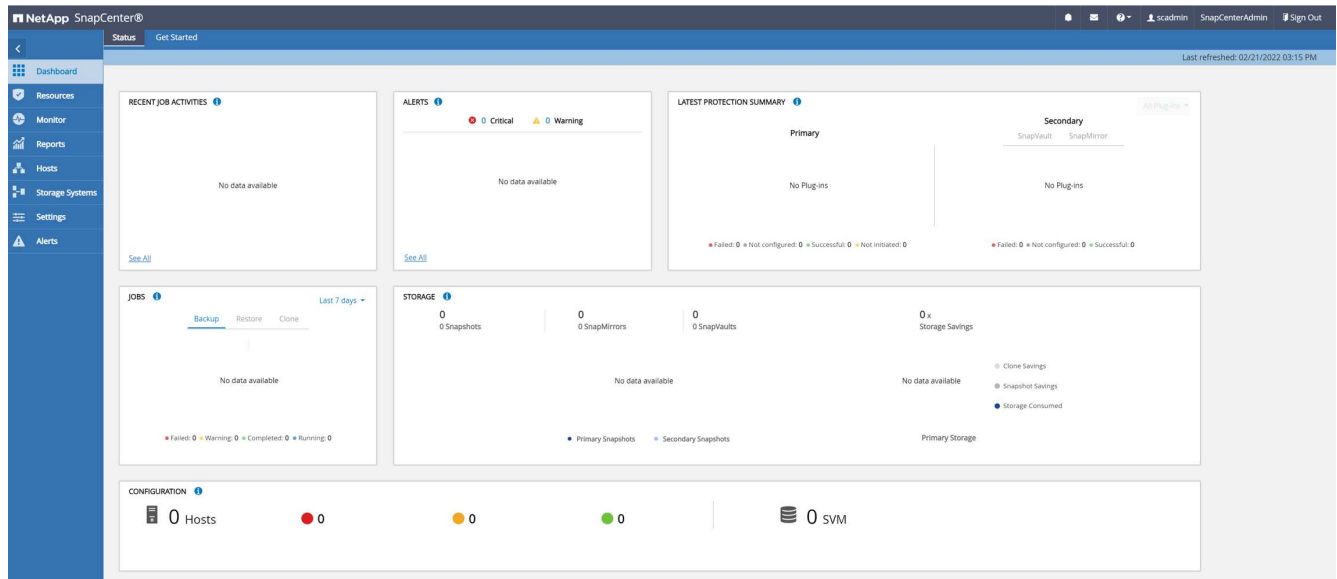 NetApp SnapCenter®
scadmin SnapCenterAdmin Sign Out
Status Get Started
Last refreshed: 02/21/2022 03:15 PM
Dashboard
Resources
Monitor
Reports
Hosts
Storage Systems
Settings
Alerts
RECENT JOB ACTIVITIES
No data available
See All
ALERTS
0 Critical 0 Warning
No data available
See All
LATEST PROTECTION SUMMARY
No Plug-ins
Primary
Secondary
SnapVault SnapMirror
No Plug-ins
No Plug-ins
Failed: 0 Not configured: 0 Successful: 0 Not initiated: 0
Failed: 0 Not configured: 0 Successful: 0
JOBS
Last 7 days
Backup Restore Clone
No data available
Failed: 0 Warning: 0 Completed: 0 Running: 0
STORAGE
0 0 0 0 x
0 Snapshots 0 SnapMirrors 0 SnapVaults Storage Savings
No data available No data available
Clone Savings
Snapshot Savings
Storage Consumed
Primary Snapshots Secondary Snapshots
Primary Storage
CONFIGURATION
0 Hosts 0 0 0 0 SVM